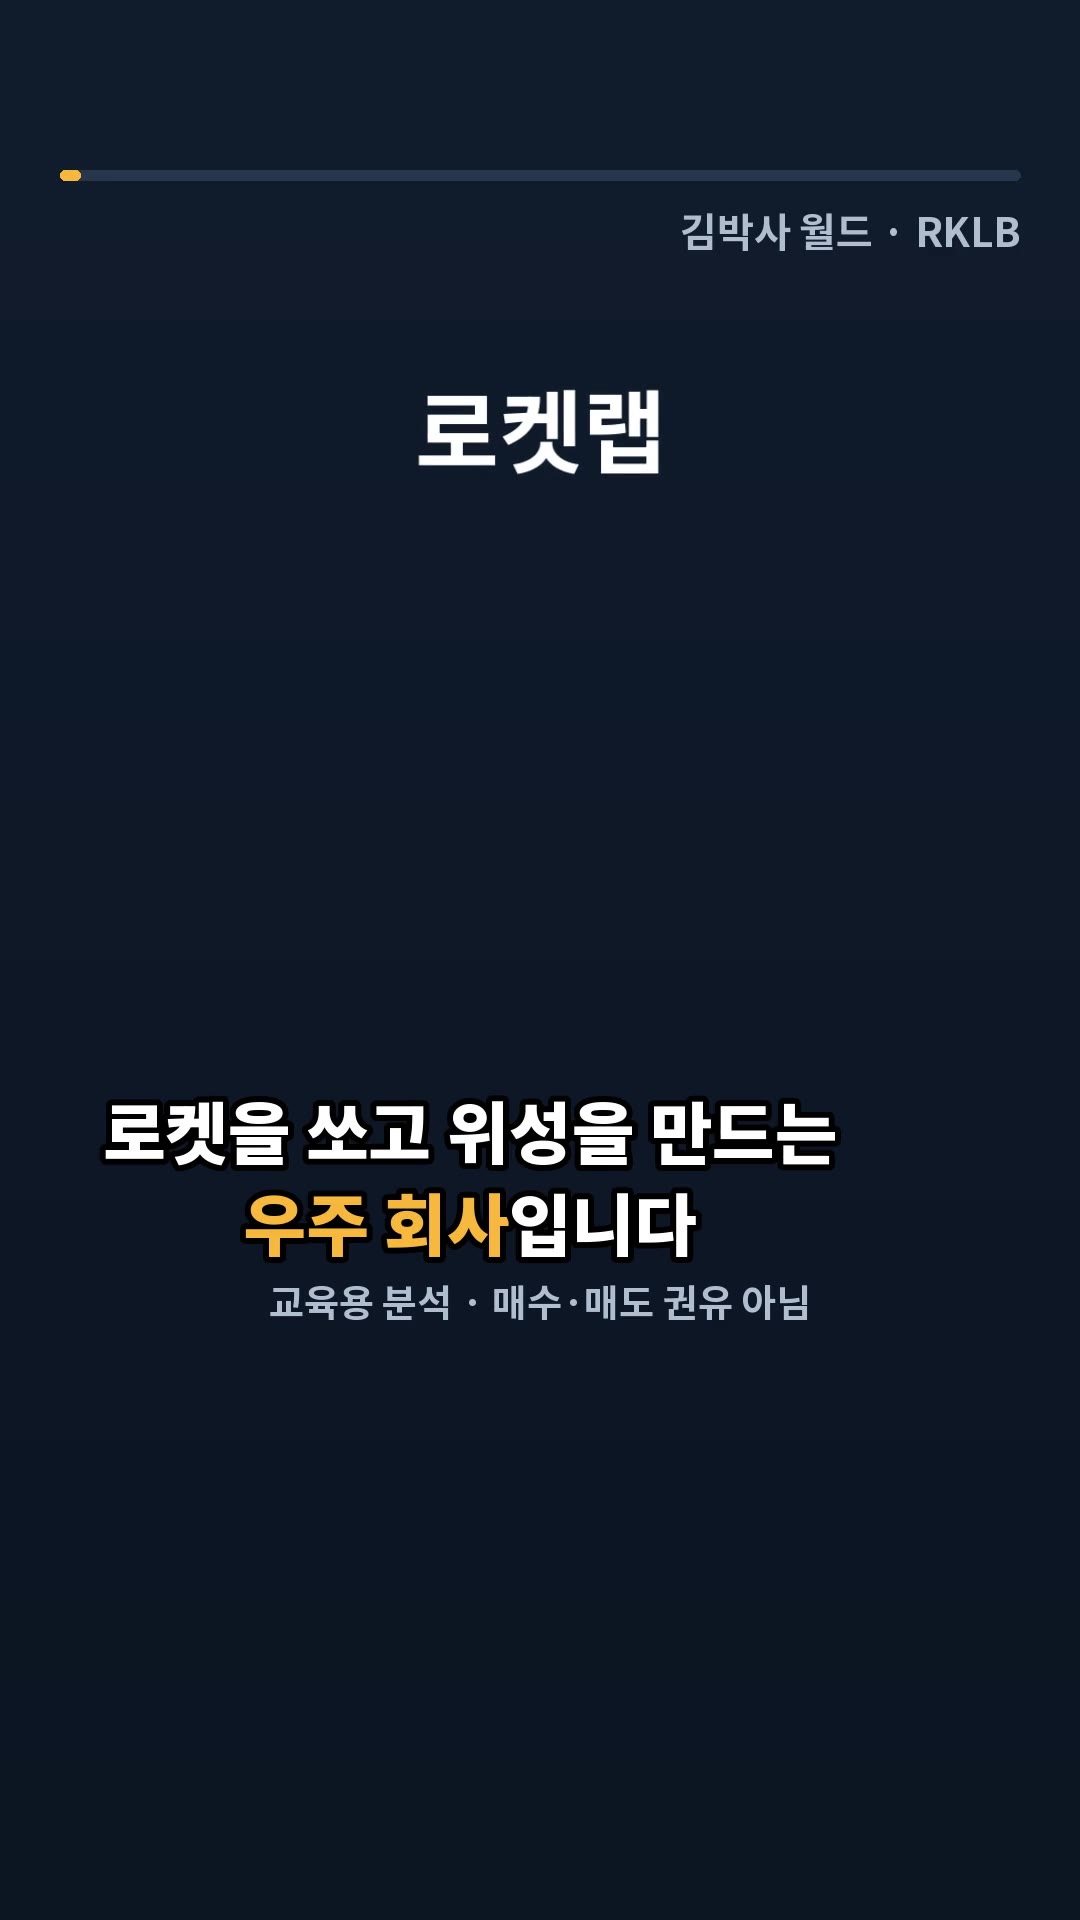 김박사 월드 · RKLB
로켓랩
로켓을 쏘고 위성을 만드는
우주 회사입니다
교육용 분석 · 매수·매도 권유 아님